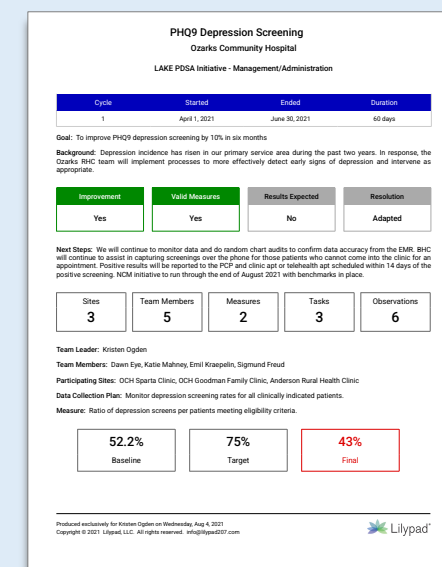 PHQ9 Depression Screening
Ozarks Community Hospital
LAKE PDSA Initiative - Management/Administration
Cycle Started Ended Duration
1 April 1, 2021 June 30, 2021 60 days
Goal: To improve PHQ9 depression screening by 10% in six months
Background: Depression incidence has risen in our primary service area during the past two years. In response, the
Ozarks RHC team will implement processes to more effectively detect early signs of depression and intervene as
appropriate.
Improvement Valid Measures Results Expected Resolution
Yes Yes No Adapted
Next Steps: We will continue to monitor data and do random chart audits to confirm data accuracy from the EMR. BHC
will continue to assist in capturing screenings over the phone for those patients who cannot come into the clinic for an
appointment. Positive results will be reported to the PCP and clinic apt or telehealth apt scheduled within 14 days of the
positive screening. NCM initiative to run through the end of August 2021 with benchmarks in place.
Sites Team Members Measures Tasks Observations
3 5 2 3 6
Team Leader: Kristen Ogden
Team Members: Dawn Eye, Katie Mahney, Emil Kraepelin, Sigmund Freud
Participating Sites: OCH Sparta Clinic, OCH Goodman Family Clinic, Anderson Rural Health Clinic
Data Collection Plan: Monitor depression screening rates for all clinically indicated patients.
Measure: Ratio of depression screens per patients meeting eligibility criteria.
52.2% 75% 43%
Baseline Target Final
Produced exclusively for Kristen Ogden on Wednesday, Aug 4, 2021
Copyright © 2021 Lilypad, LLC. All rights reserved. info@lilypad207.com
Lilypad